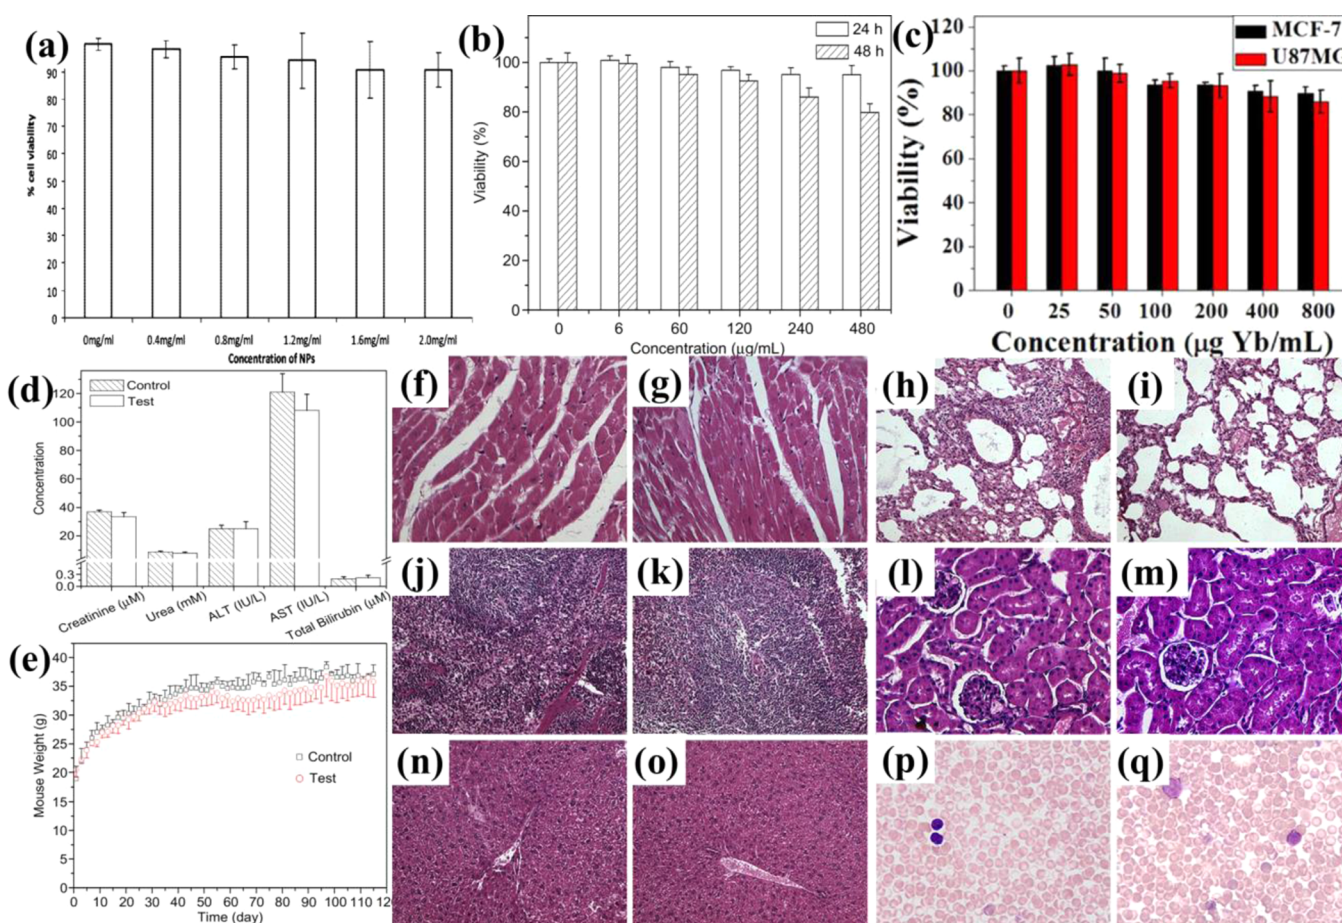 (a)
% cell viability
90
80
70
60
50
40
30
20
10
0
0mg/ml 0.4mg/ml 0.8mg/ml 1.2mg/ml 1.6mg/ml 2.0mg/ml
Concentration of NPs
(b)
24 h
48 h
Viability (%)
100
80
60
40
20
0
0 6 60 120 240 480
Concentration (µg/mL)
(c)
MCF-7
U87MG
Viability (%)
120
100
80
60
40
20
0
0 25 50 100 200 400 800
Concentration (µg Yb/mL)
(d)
Control
Test
Concentration
120
100
80
60
40
20
0.3
0.0
Creatinine (µM) Urea (mM) ALT (IU/L) AST (IU/L) Total Bilirubin (µM)
(e)
Mouse Weight (g)
40
35
30
25
20
15
10
5
0
Control
Test
0 10 20 30 40 50 60 70 80 90 100 110 120
Time (day)
(f) (g) (h) (i)
(j) (k) (l) (m)
(n) (o) (p) (q)